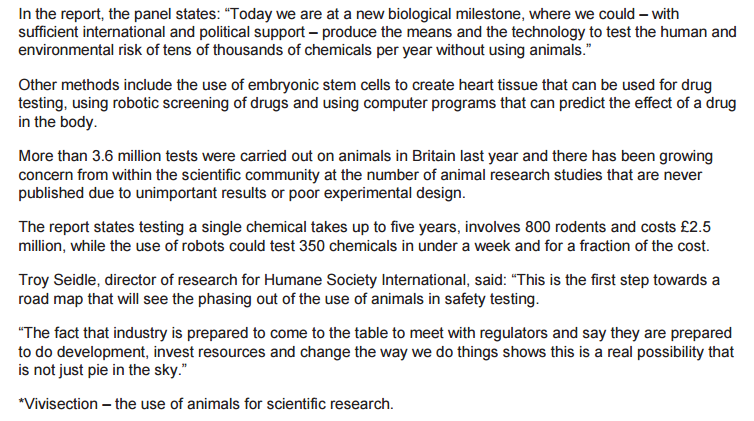 In the report, the panel states: “Today we are at a new biological milestone, where we could – with
sufficient international and political support – produce the means and the technology to test the human and
environmental risk of tens of thousands of chemicals per year without using animals.”
Other methods include the use of embryonic stem cells to create heart tissue that can be used for drug
testing, using robotic screening of drugs and using computer programs that can predict the effect of a drug
in the body.
More than 3.6 million tests were carried out on animals in Britain last year and there has been growing
concern from within the scientific community at the number of animal research studies that are never
published due to unimportant results or poor experimental design.
The report states testing a single chemical takes up to five years, involves 800 rodents and costs £2.5
million, while the use of robots could test 350 chemicals in under a week and for a fraction of the cost.
Troy Seidle, director of research for Humane Society International, said: “This is the first step towards a
road map that will see the phasing out of the use of animals in safety testing.
“The fact that industry is prepared to come to the table to meet with regulators and say they are prepared
to do development, invest resources and change the way we do things shows this is a real possibility that
is not just pie in the sky.”
*Vivisection – the use of animals for scientific research.